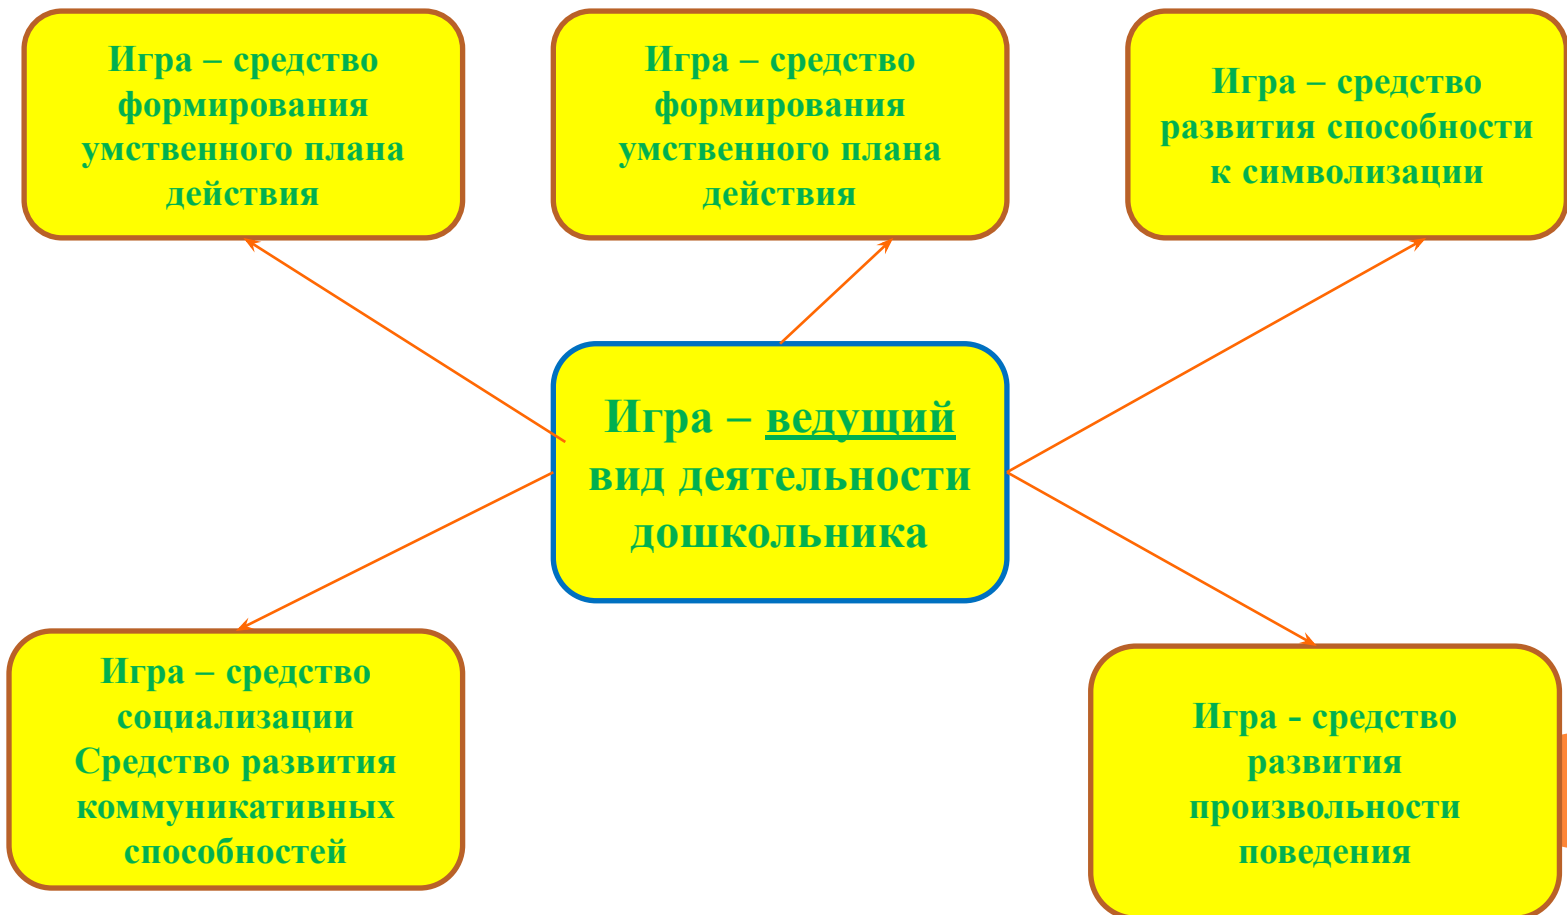 Игра – средство
формирования
умственного плана
действия
Игра – средство
формирования
умственного плана
действия
Игра – средство
развития способности
к символизации
Игра – ведущий
вид деятельности
дошкольника
Игра – средство
социализации
Средство развития
коммуникативных
способностей
Игра - средство
развития
произвольности
поведения